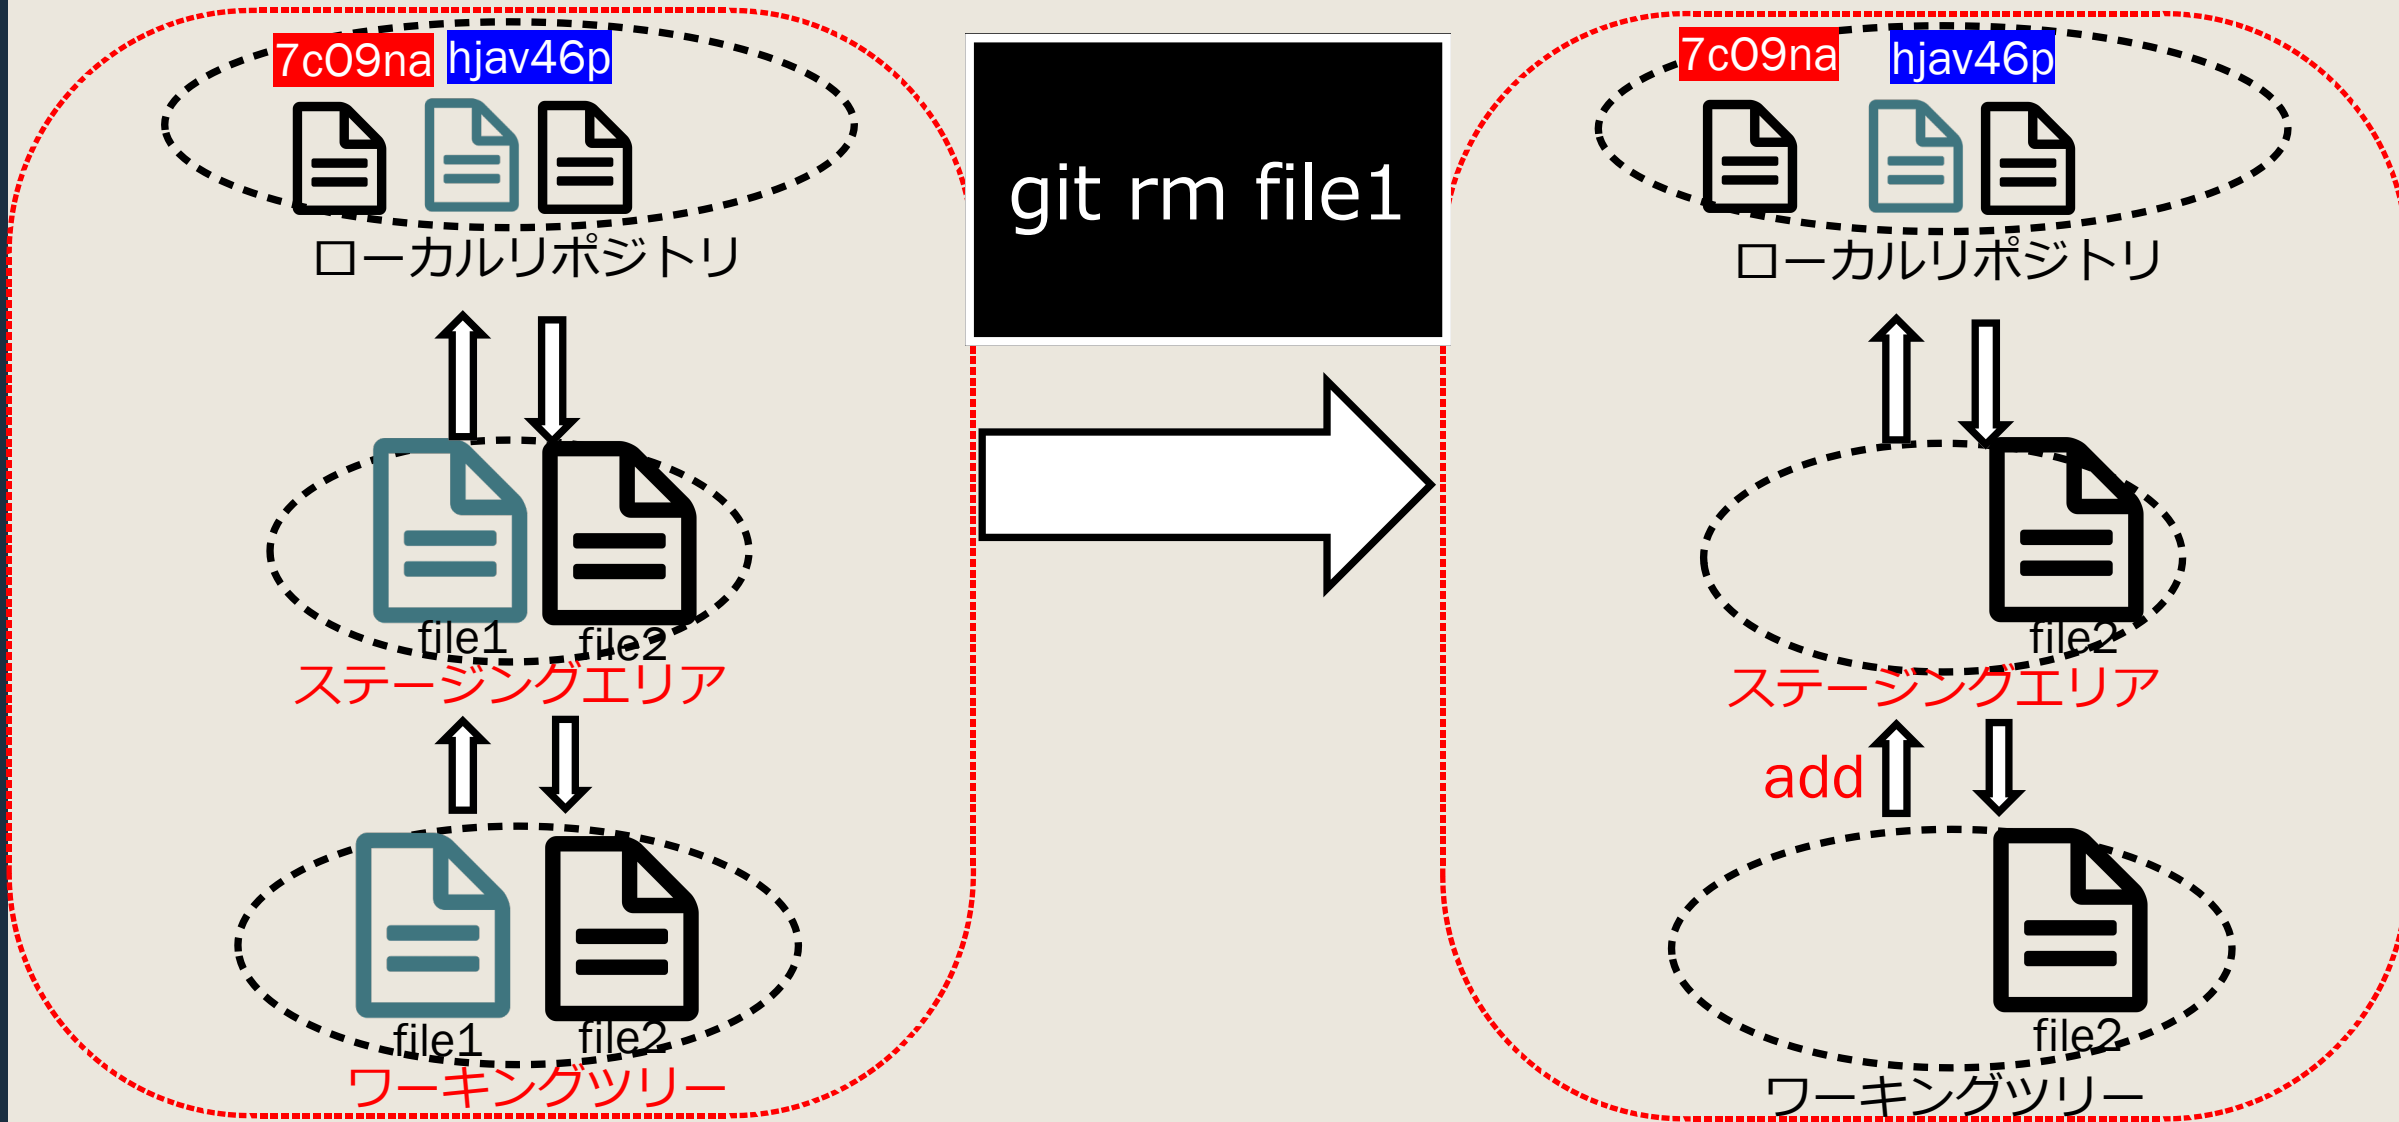 7c09na
hjav46p
ローカルリポジトリ
file1
file2
ステージングエリア
file1
file2
ワーキングツリー
git rm file1
7c09na
hjav46p
ローカルリポジトリ
file2
ステージングエリア
add
file2
ワーキングツリー